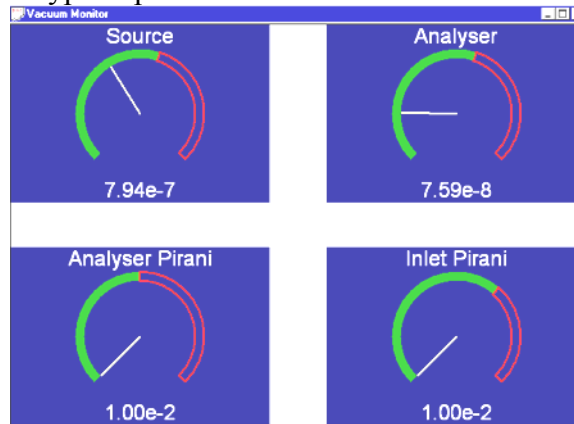 Vacuum Monitor
Source
Analyser
7.94e-7
7.59e-8
Analyser Pirani
Inlet Pirani
1.00e-2
1.00e-2